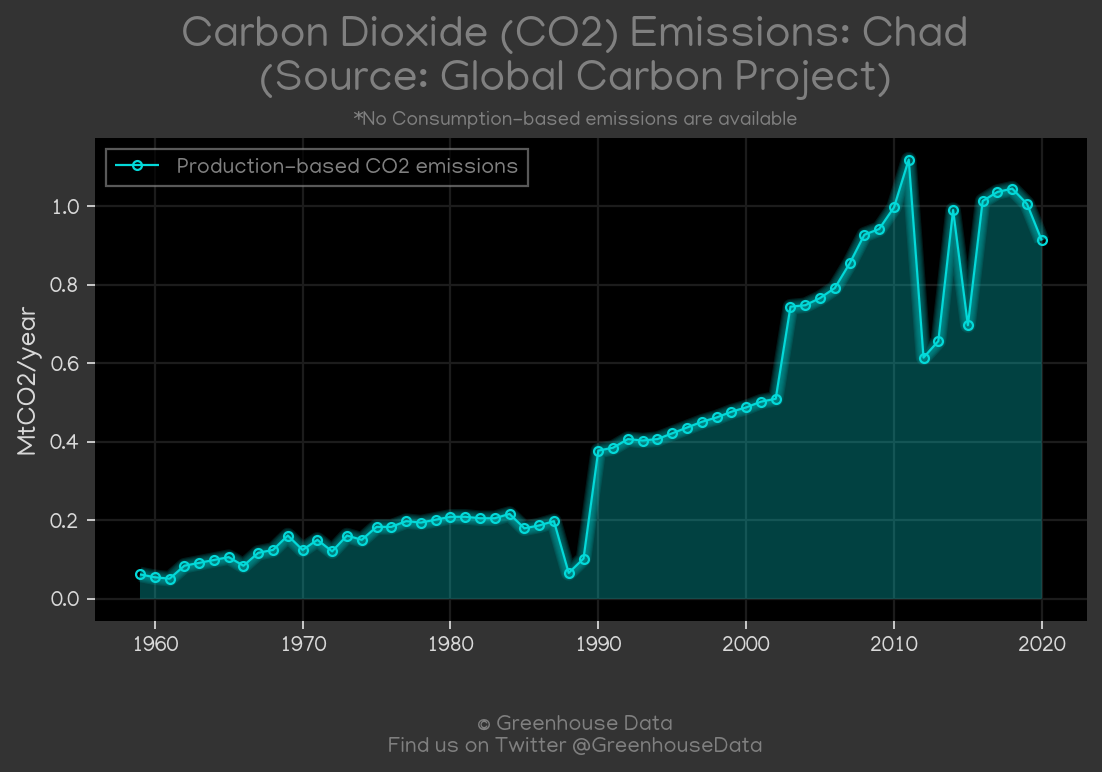 Carbon Dioxide (CO2) Emissions: Chad
(Source: Global Carbon Project)
*No Consumption-based emissions are available
Production-based CO2 emissions
MtCO2/year
1.0
0.8
0.6
0.4
0.2
0.0
1960 1970 1980 1990 2000 2010 2020
© Greenhouse Data
Find us on Twitter @GreenhouseData